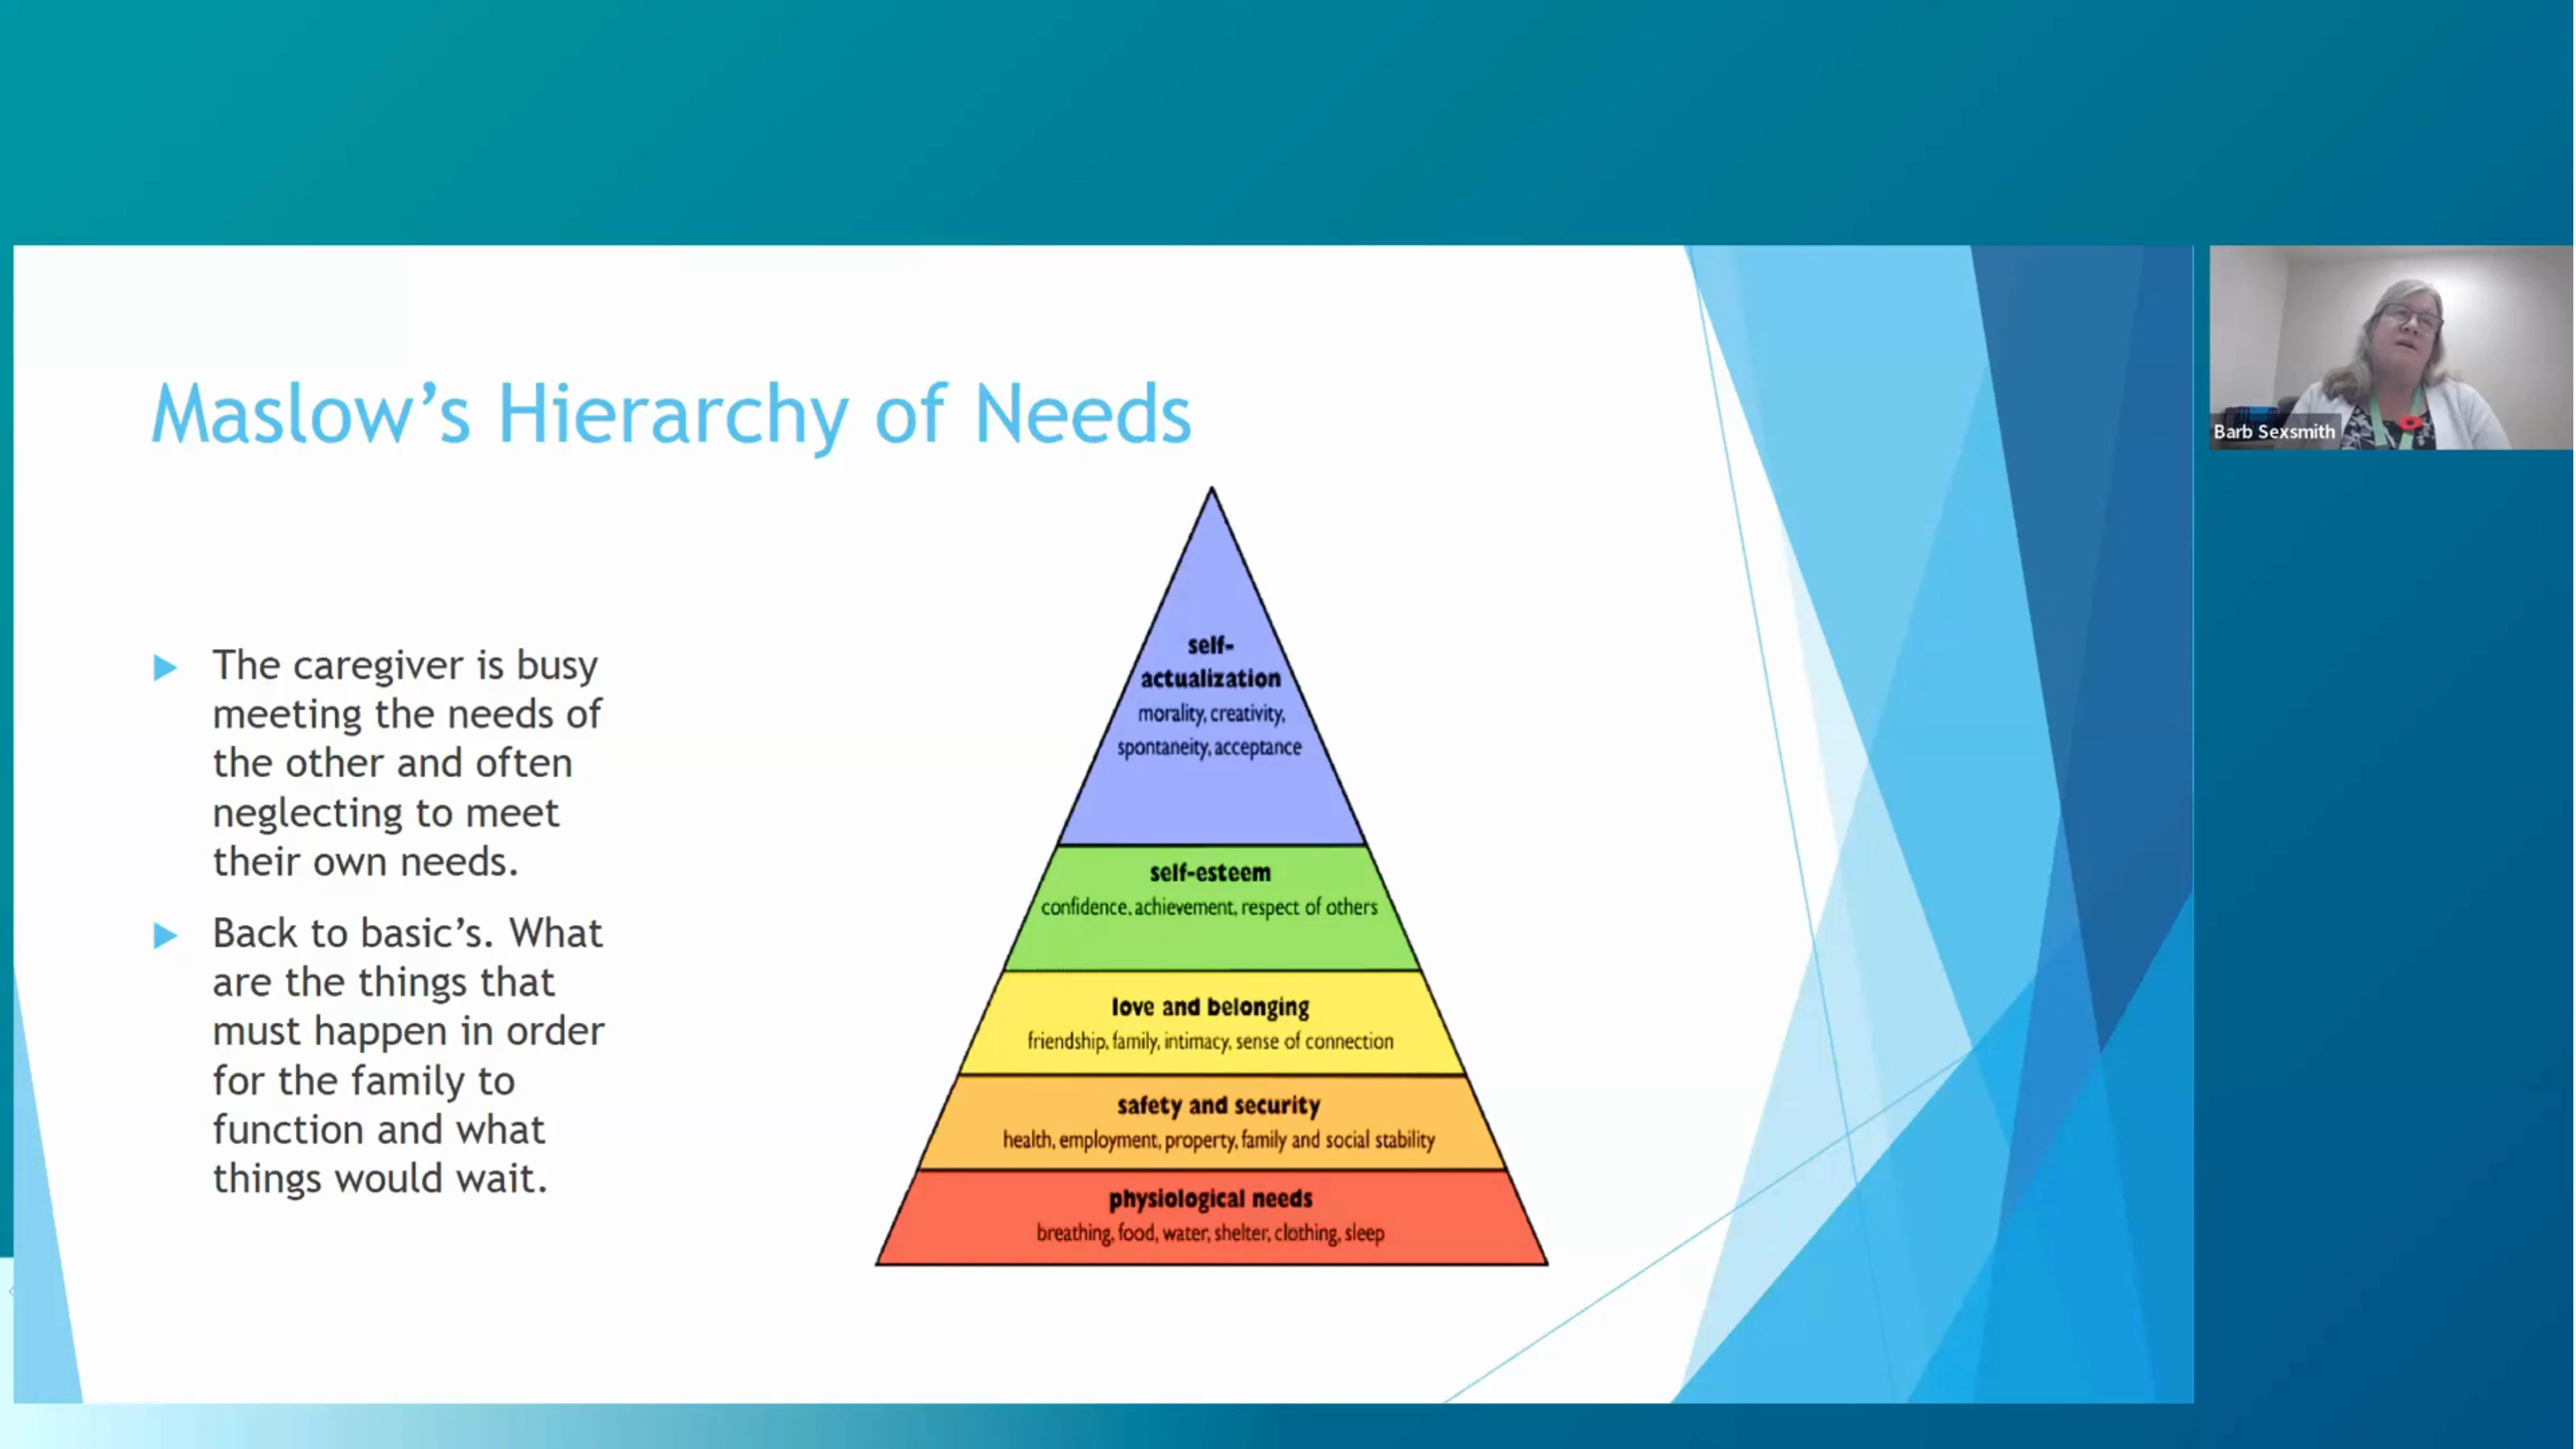 Maslow’s Hierarchy of Needs
The caregiver is busy
meeting the needs of
the other and often
neglecting to meet
their own needs.
Back to basic’s. What
are the things that
must happen in order
for the family to
function and what
things would wait.
self-
actualization
morality, creativity,
spontaneity, acceptance
self-esteem
confidence, achievement, respect of others
love and belonging
friendship, family, intimacy, sense of connection
safety and security
health, employment, property, family and social stability
physiological needs
breathing, food, water, shelter, clothing, sleep
Barb Sexsmith